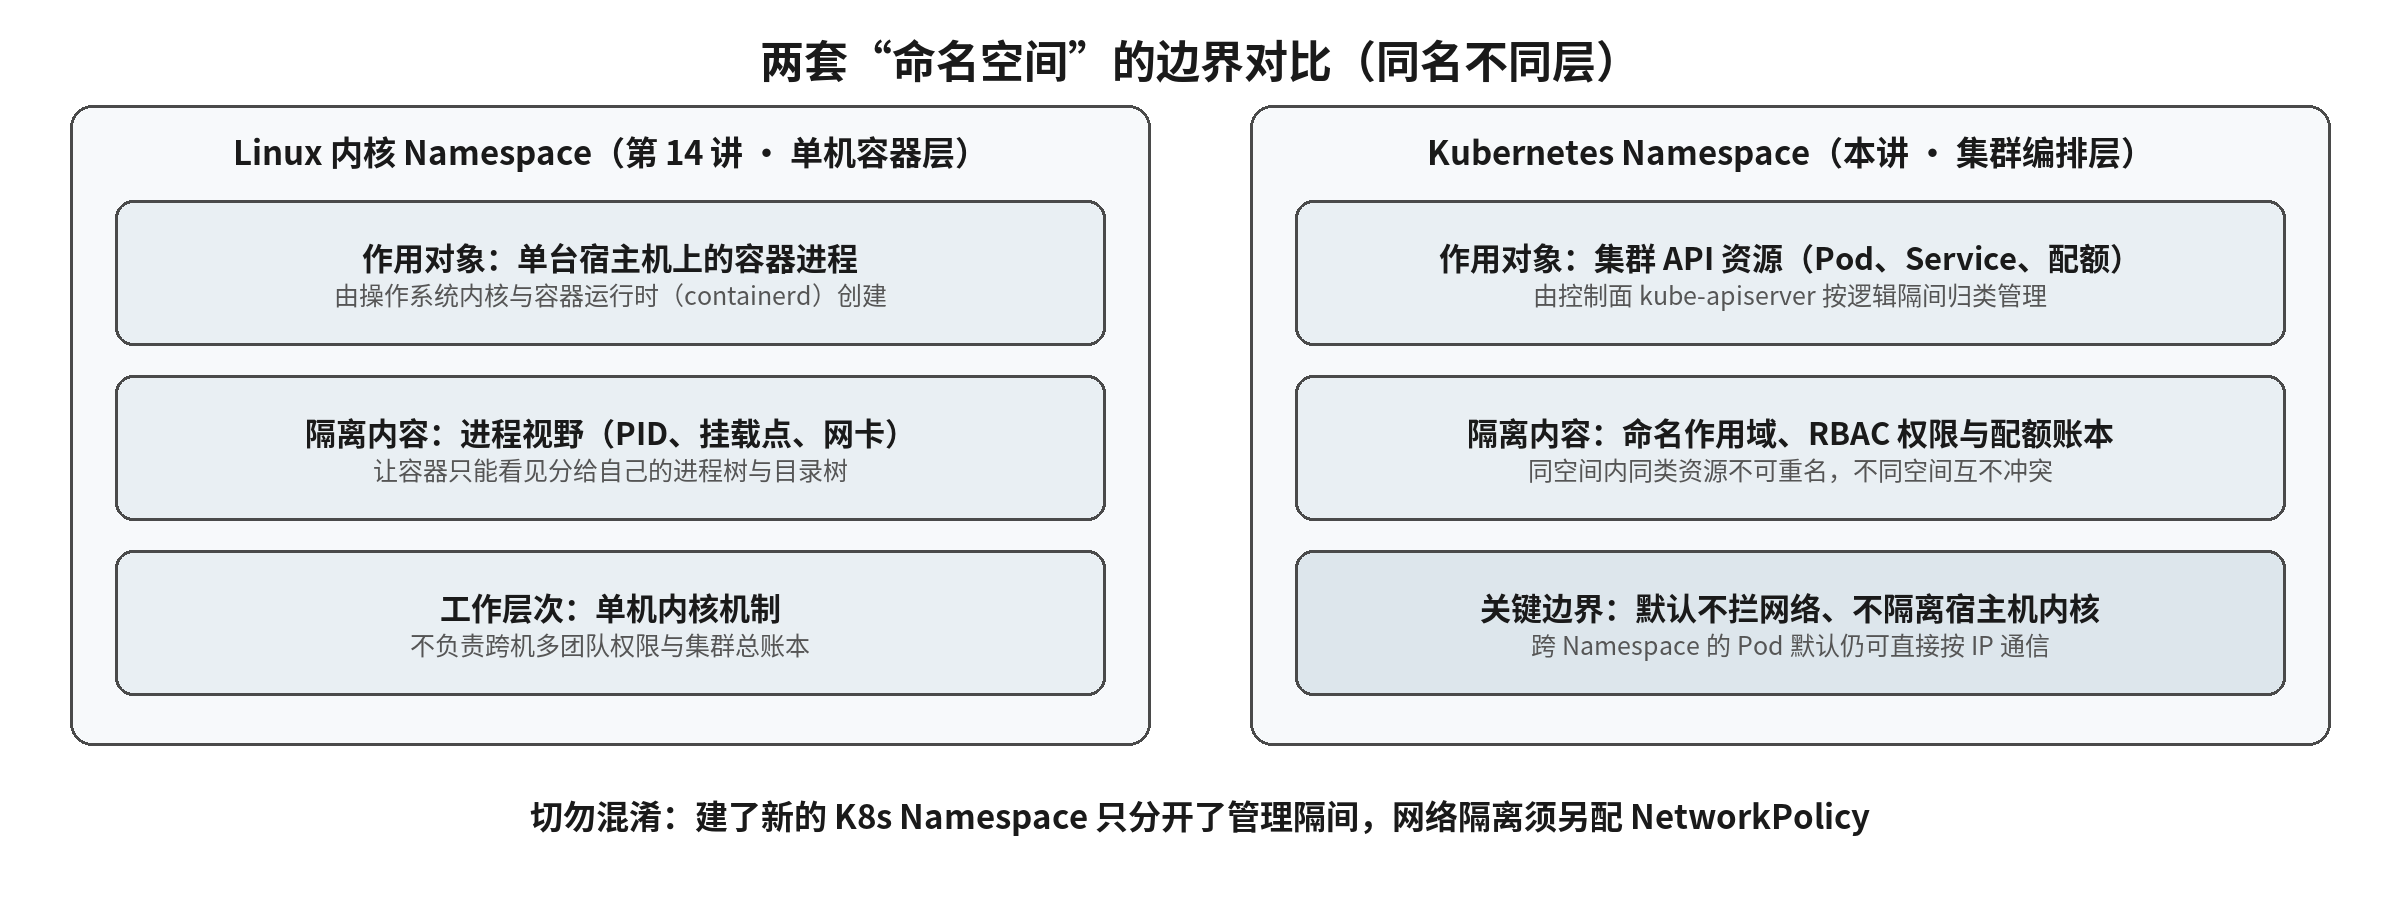 两套“命名空间”的边界对比（同名不同层）
Linux 内核 Namespace（第 14 讲 · 单机容器层）
作用对象：单台宿主机上的容器进程
由操作系统内核与容器运行时（containerd）创建
隔离内容：进程视野（PID、挂载点、网卡）
让容器只能看见分给自己的进程树与目录树
工作层次：单机内核机制
不负责跨机多团队权限与集群总账本
Kubernetes Namespace（本讲 · 集群编排层）
作用对象：集群 API 资源（Pod、Service、配额）
由控制面 kube-apiserver 按逻辑隔间归类管理
隔离内容：命名作用域、RBAC 权限与配额账本
同空间内同类资源不可重名，不同空间互不冲突
关键边界：默认不拦网络、不隔离宿主机内核
跨 Namespace 的 Pod 默认仍可直接按 IP 通信
切勿混淆：建了新的 K8s Namespace 只分开了管理隔间，网络隔离须另配 NetworkPolicy